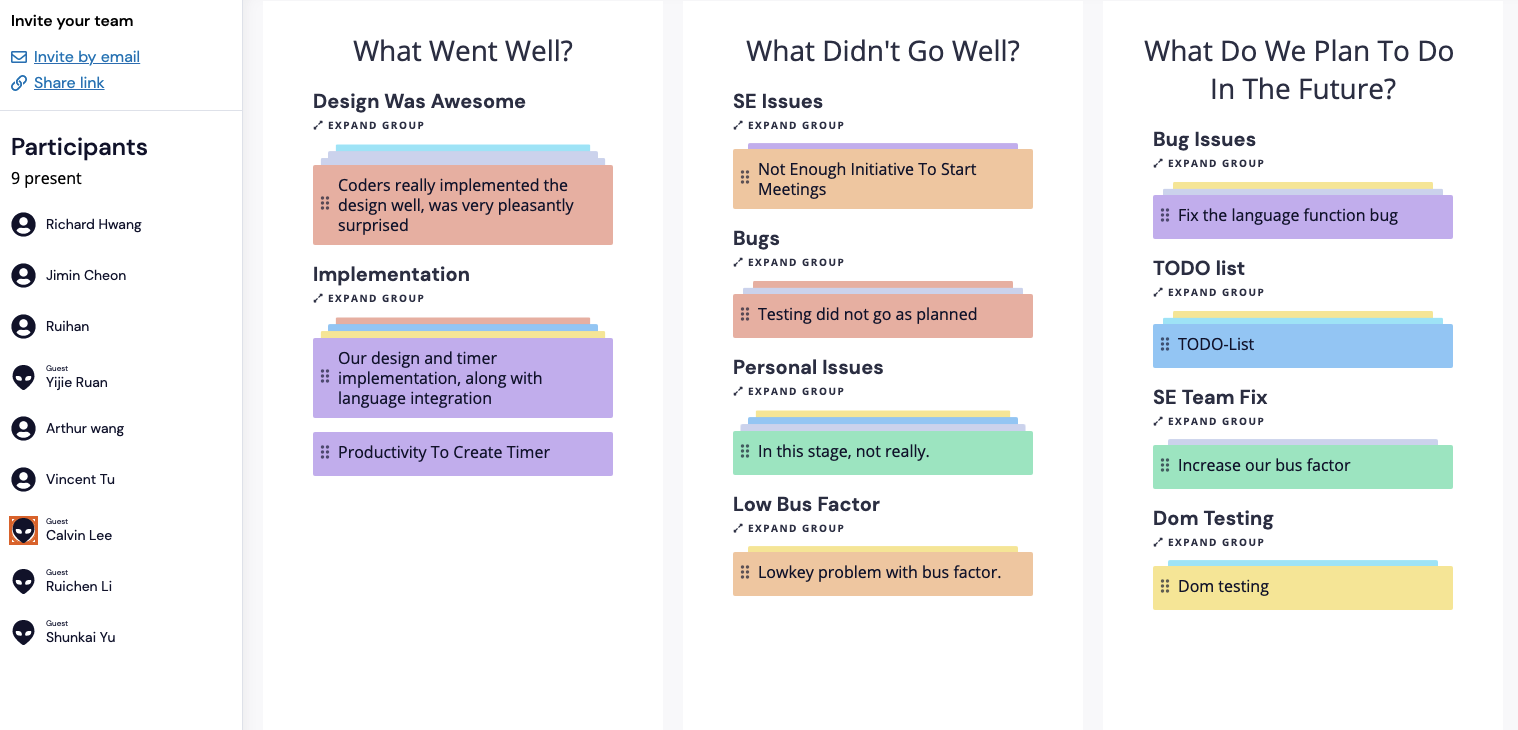 Invite your team
Invite by email
Share link
Participants
9 present
Richard Hwang
Jimin Cheon
Ruihan
Guest
Yijie Ruan
Arthur wang
Vincent Tu
Guest
Calvin Lee
Guest
Ruichen Li
Guest
Shunkai Yu
What Went Well?
Design Was Awesome
EXPAND GROUP
Coders really implemented the
design well, was very pleasantly
surprised
Implementation
EXPAND GROUP
Our design and timer
implementation, along with
language integration
Productivity To Create Timer
What Didn't Go Well?
SE Issues
EXPAND GROUP
Not Enough Initiative To Start
Meetings
Bugs
EXPAND GROUP
Testing did not go as planned
Personal Issues
EXPAND GROUP
In this stage, not really.
Low Bus Factor
EXPAND GROUP
Lowkey problem with bus factor.
What Do We Plan To Do
In The Future?
Bug Issues
EXPAND GROUP
Fix the language function bug
TODO list
EXPAND GROUP
TODO-List
SE Team Fix
EXPAND GROUP
Increase our bus factor
Dom Testing
EXPAND GROUP
Dom testing